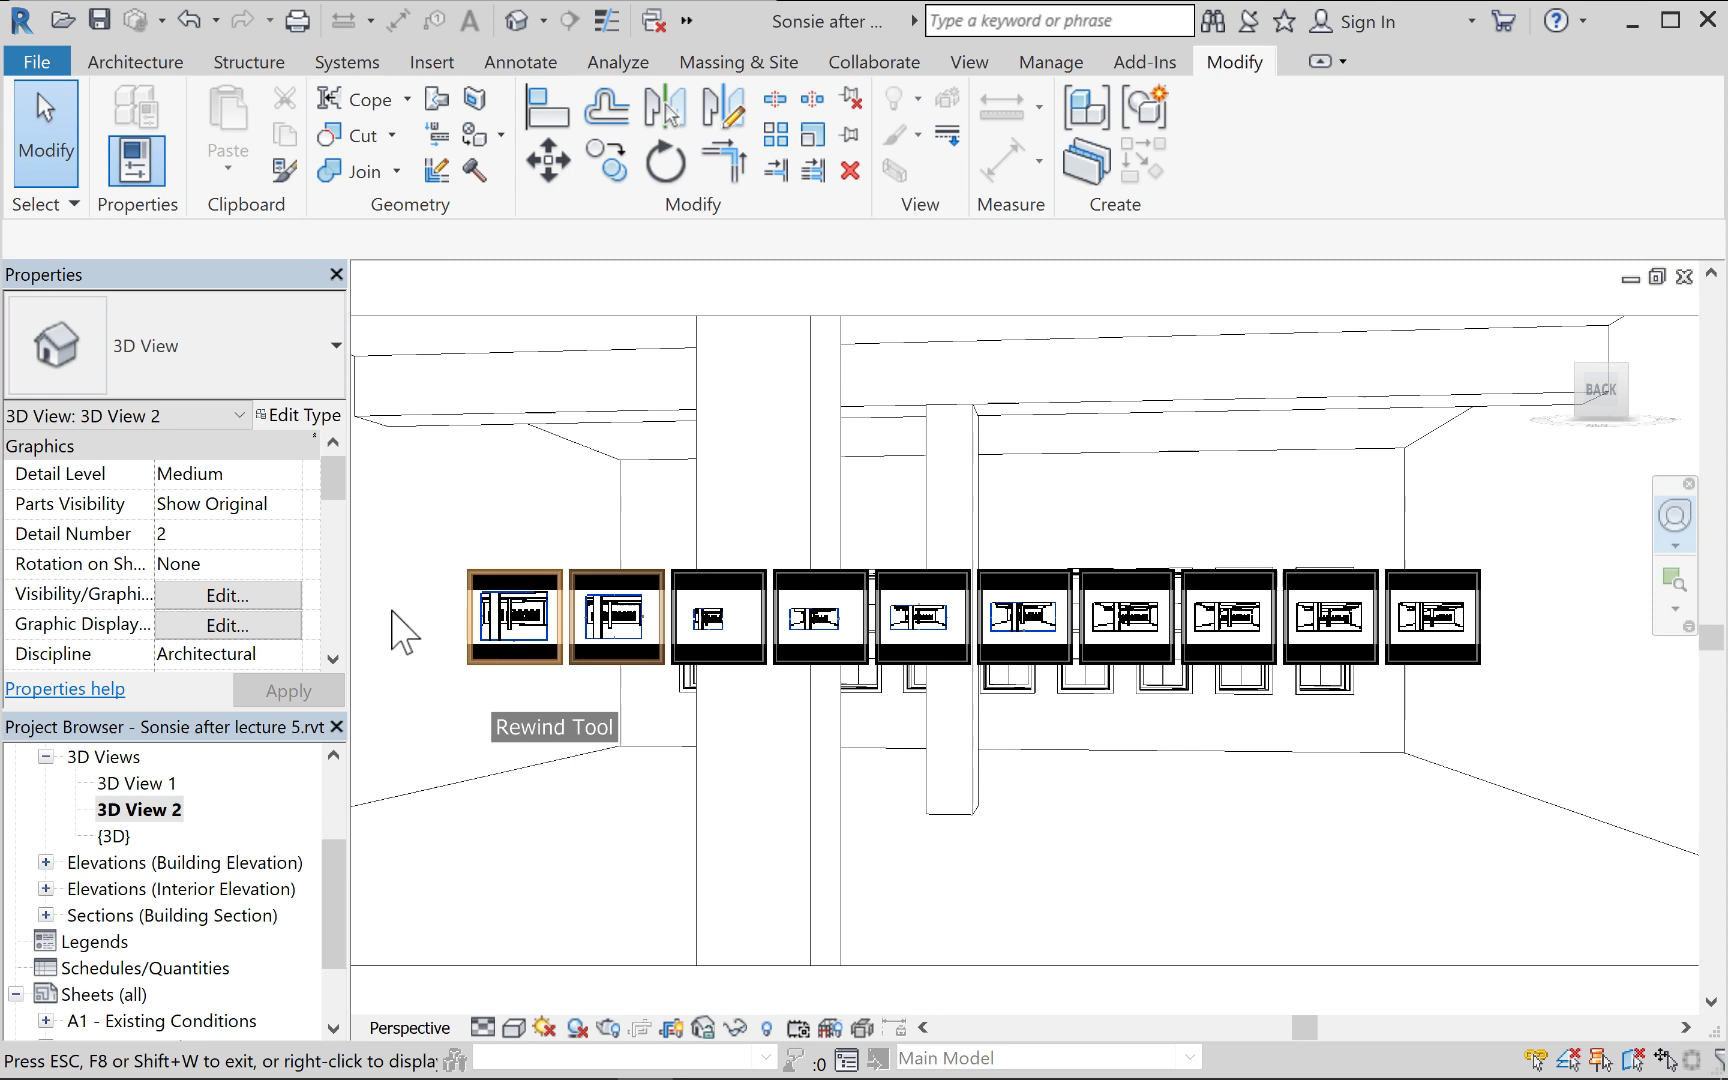 Sonsie after ...
Type a keyword or phrase
Sign In
File Architecture Structure Systems Insert Annotate Analyze Massing & Site Collaborate View Manage Add-Ins Modify
Modify
Paste
Cope
Cut
Join
Select Properties Clipboard Geometry Modify View Measure Create
Properties
3D View
3D View: 3D View 2
Edit Type
Graphics
Detail Level Medium
Parts Visibility Show Original
Detail Number 2
Rotation on Sh... None
Visibility/Graphi... Edit...
Graphic Display... Edit...
Discipline Architectural
Properties help
Apply
Project Browser - Sonsie after lecture 5.rvt
3D Views
3D View 1
3D View 2
{3D}
Elevations (Building Elevation)
Elevations (Interior Elevation)
Sections (Building Section)
Legends
Schedules/Quantities
Sheets (all)
A1 - Existing Conditions
BACK
Rewind Tool
Perspective
Press ESC, F8 or Shift+W to exit, or right-click to displa
:0
Main Model